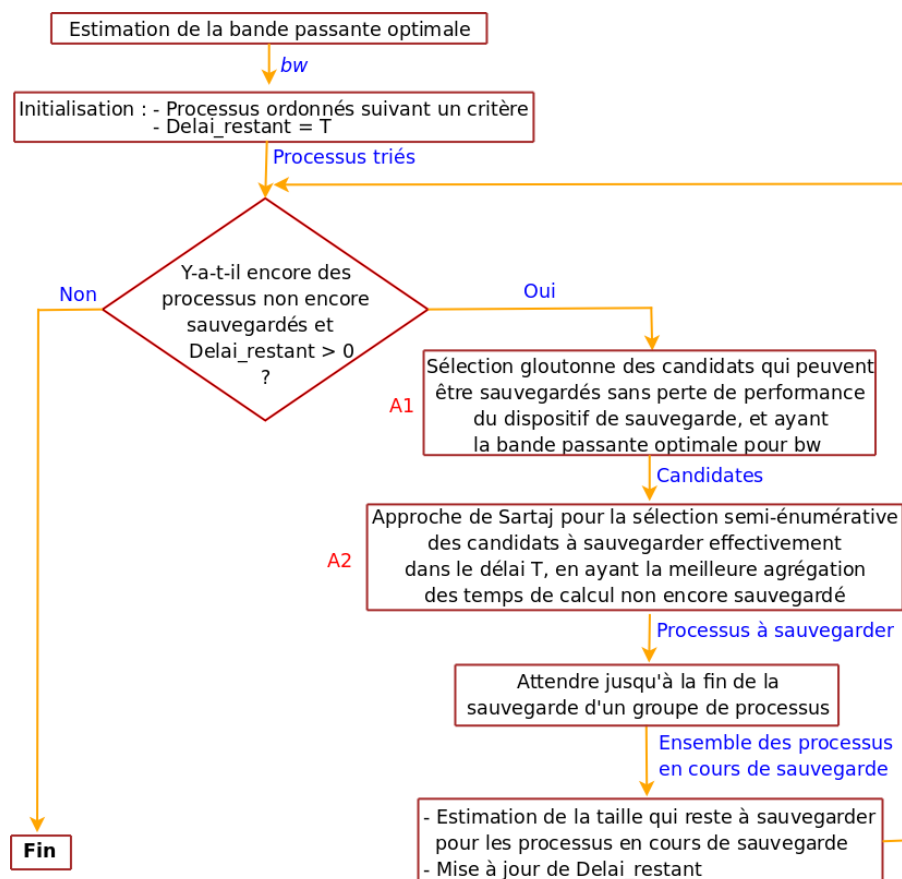 Estimation de la bande passante optimale
bw
Initialisation : - Processus ordonnés suivant un critère
- Delai_restant = T
Processus triés
Y-a-t-il encore des
processus non encore
sauvegardés et
Delai_restant > 0
?
Non
Oui
Sélection gloutonne des candidats qui peuvent
être sauvegardés sans perte de performance
du dispositif de sauvegarde, et ayant
la bande passante optimale pour bw
A1
Candidates
Approche de Sartaj pour la sélection semi-énumérative
des candidats à sauvegarder effectivement
dans le délai T, en ayant la meilleure agrégation
des temps de calcul non encore sauvegardé
A2
Processus à sauvegarder
Attendre jusqu'à la fin de la
sauvegarde d'un groupe de processus
Ensemble des processus
en cours de sauvegarde
- Estimation de la taille qui reste à sauvegarder
pour les processus en cours de sauvegarde
- Mise à jour de Delai_restant
Fin